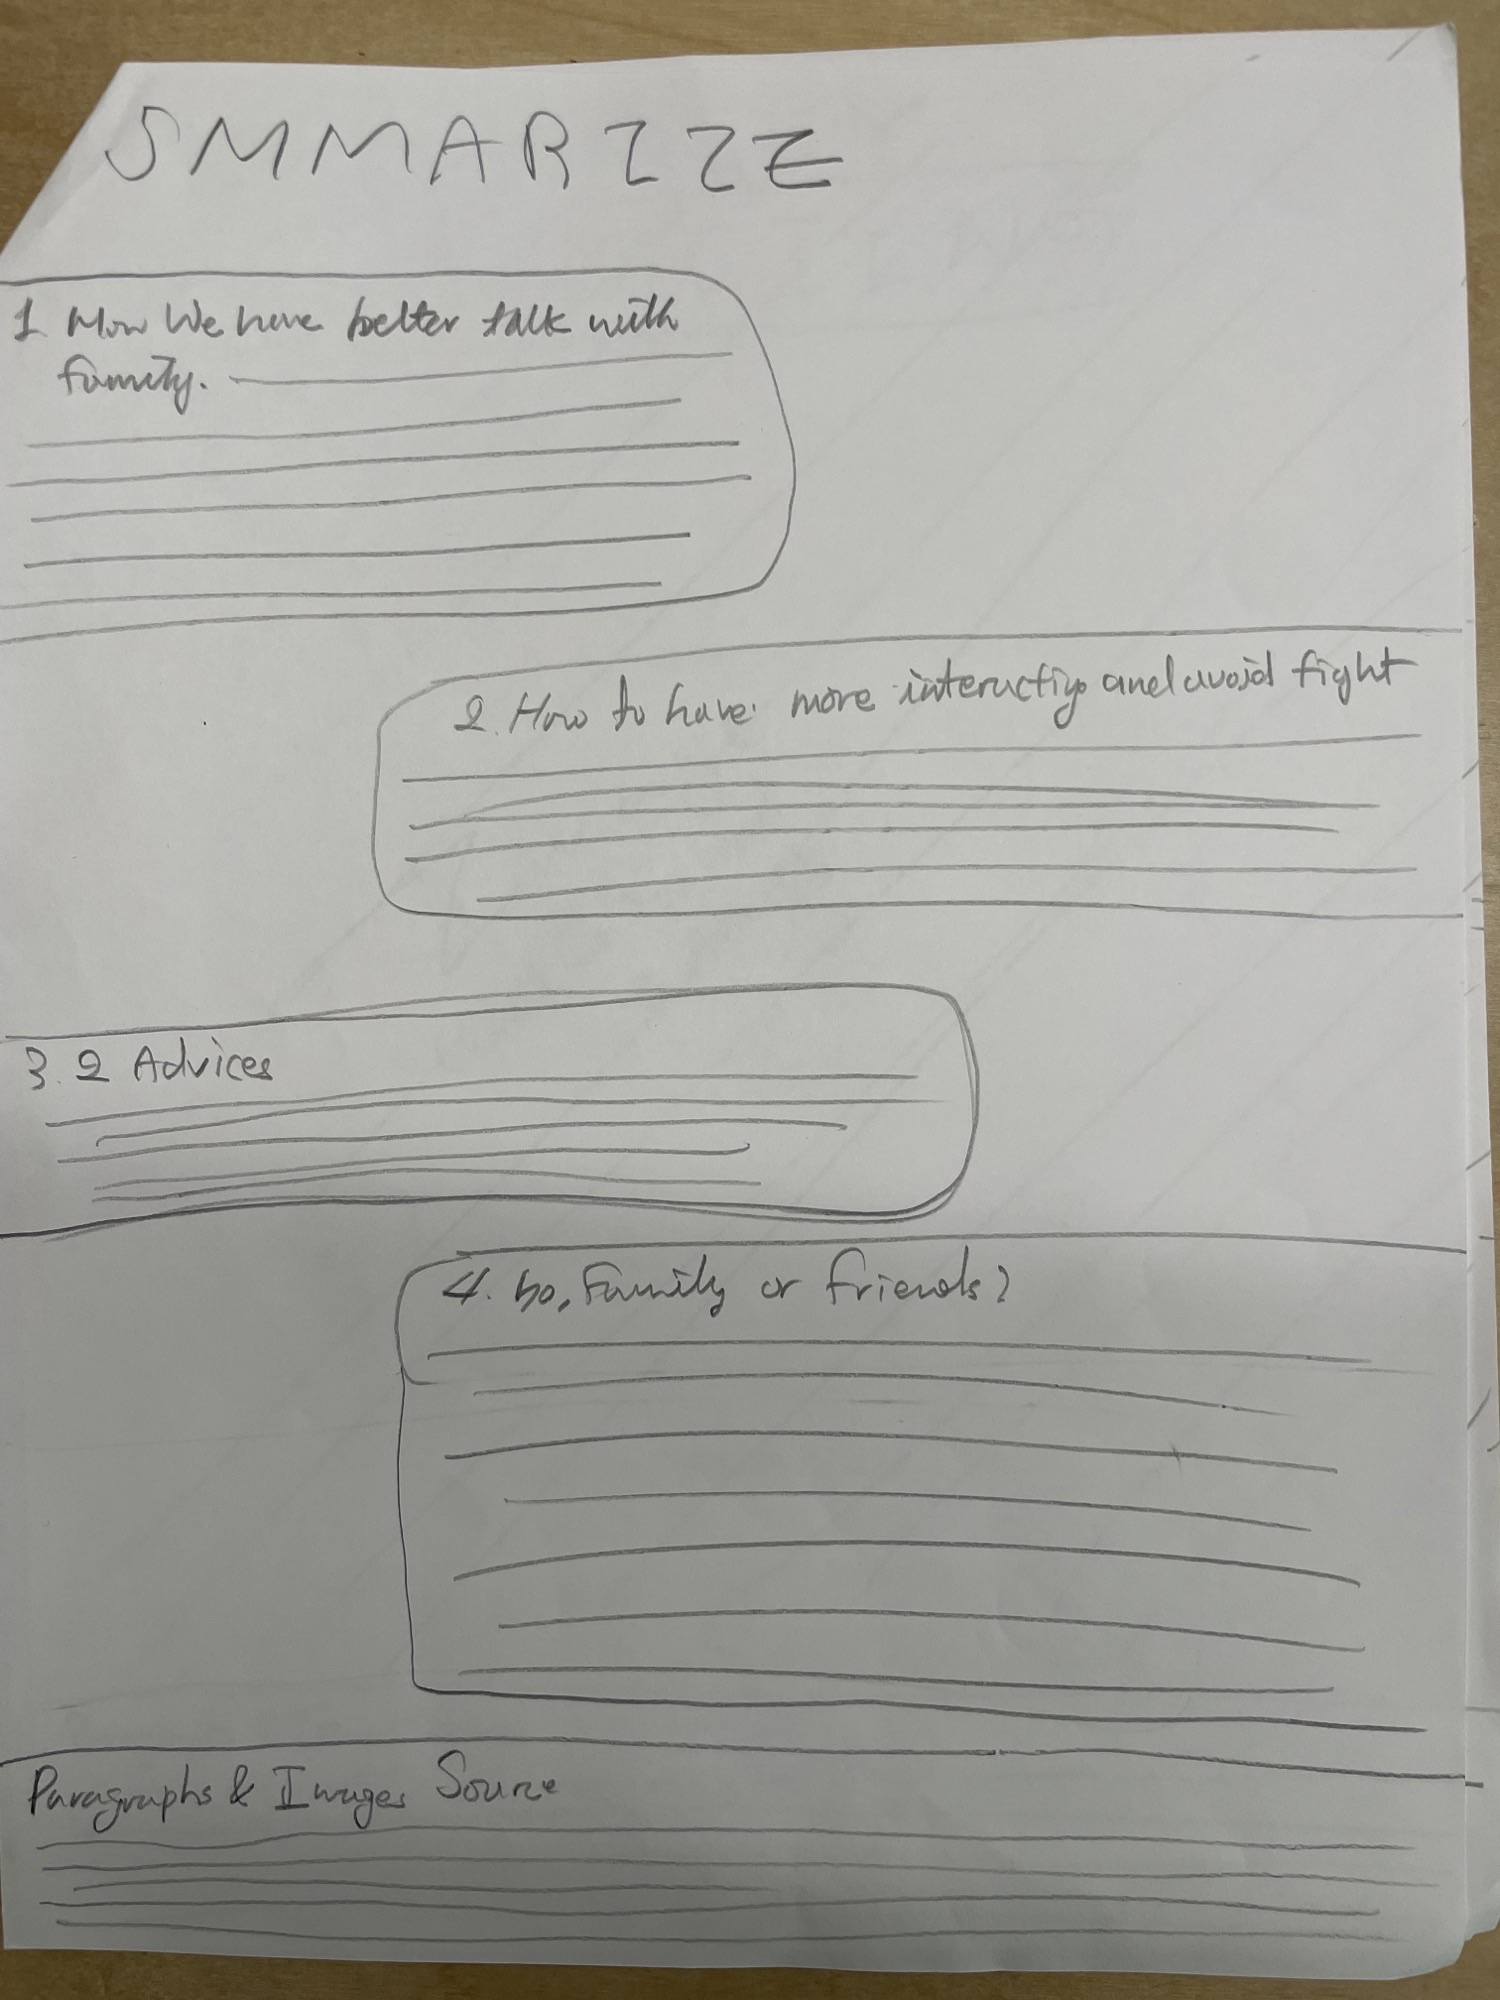 SMMARIZE
1. How We have better talk with
family.
2. How to have more interactip and avoid fight
3. 2 Advices
4. so, Family or friends?
Paragraphs & Images Source